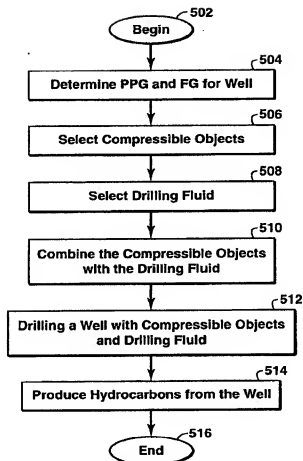 502
Begin
504
Determine PPG and FG for Well
506
Select Compressible Objects
508
Select Drilling Fluid
510
Combine the Compressible Objects
with the Drilling Fluid
512
Drilling a Well with Compressible Objects
and Drilling Fluid
514
Produce Hydrocarbons from the Well
End
516